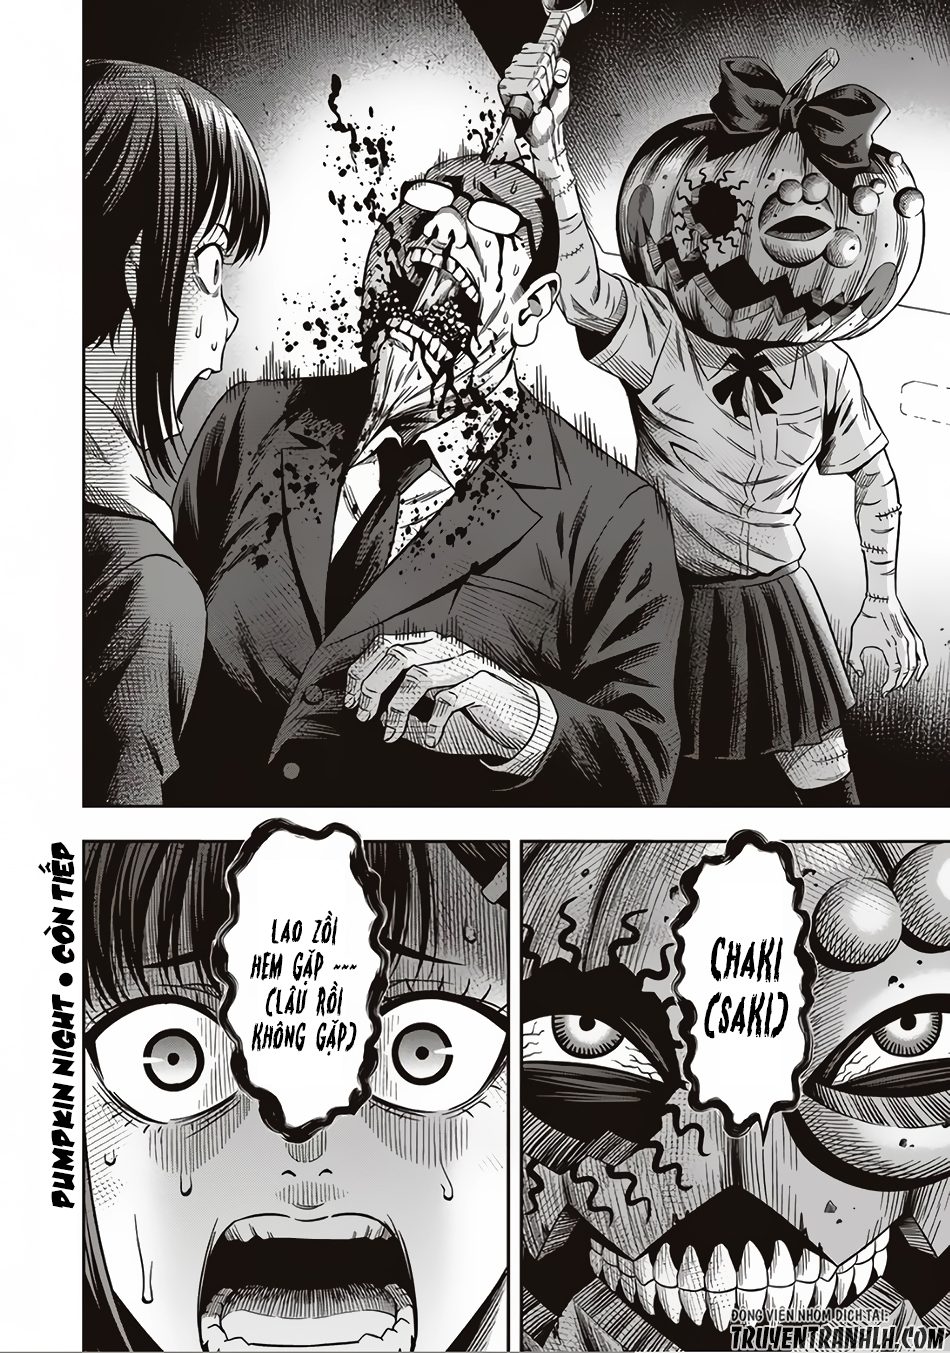 CHAKI
(SAKI)
LAO ZỒI
HEM GẶP ~~~
(LÂU RỒI
KHÔNG GẶP)
PUMPKIN NIGHT • CÒN TIẾP
ĐỘNG VIÊN NHÓM DỊCH TẠI:
TRUYENTRANHLH.COM